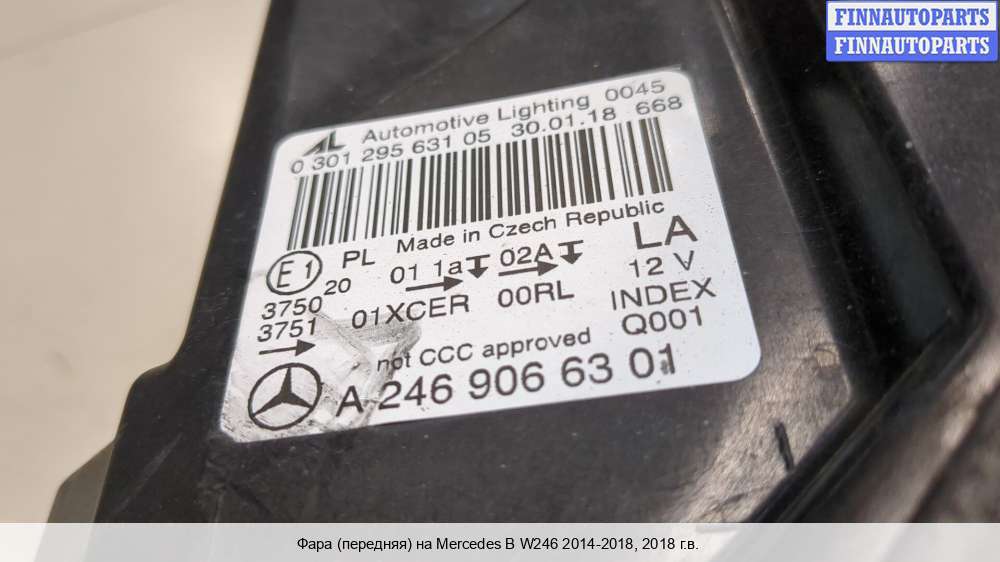 FINNAUTOPARTS
FINNAUTOPARTS
AL Automotive Lighting 0045
0 301 295 631 05 30.01.18 668
Made in Czech Republic
E1 PL 01 1a 02A LA
20 12 V
3750 01XCER 00RL INDEX
3751 Q001
not CCC approved
A 246 906 63 01
Фара (передняя) на Mercedes B W246 2014-2018, 2018 г.в.